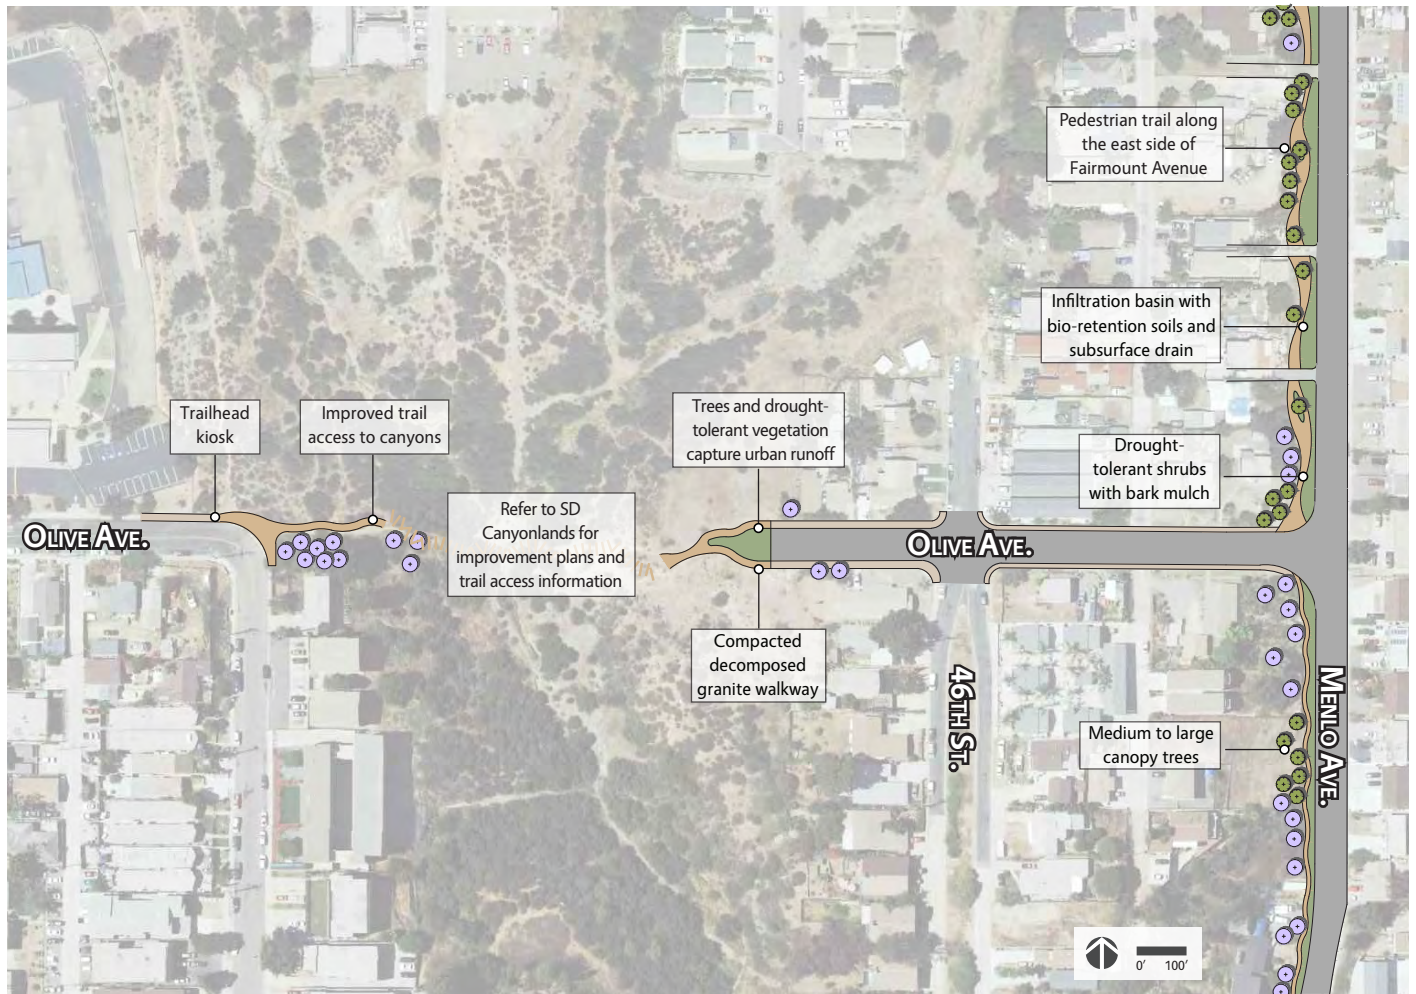 Pedestrian trail along
the east side of
Fairmount Avenue
Infiltration basin with
bio-retention soils and
subsurface drain
Trailhead
kiosk
Improved trail
access to canyons
Trees and drought-
tolerant vegetation
capture urban runoff
Drought-
tolerant shrubs
with bark mulch
Refer to SD
Canyonlands for
improvement plans and
trail access information
OLIVE AVE.
OLIVE AVE.
Compacted
decomposed
granite walkway
46TH ST.
MENLO AVE.
Medium to large
canopy trees
0' 100'